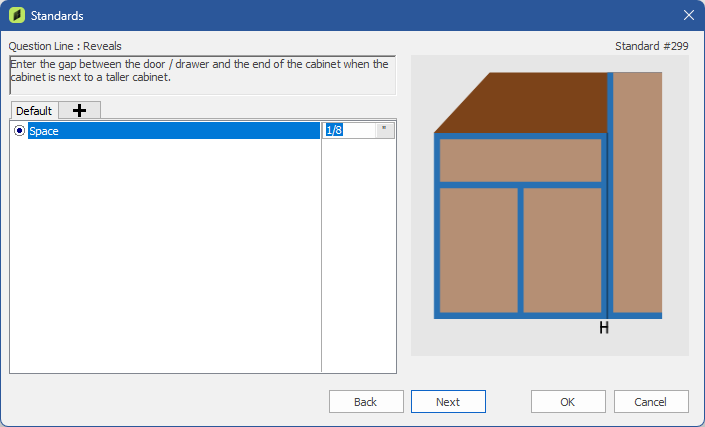 Standards
Question Line : Reveals
Standard #299
Enter the gap between the door / drawer and the end of the cabinet when the
cabinet is next to a taller cabinet.
Default
Space
1/8 "
H
Back
Next
OK
Cancel